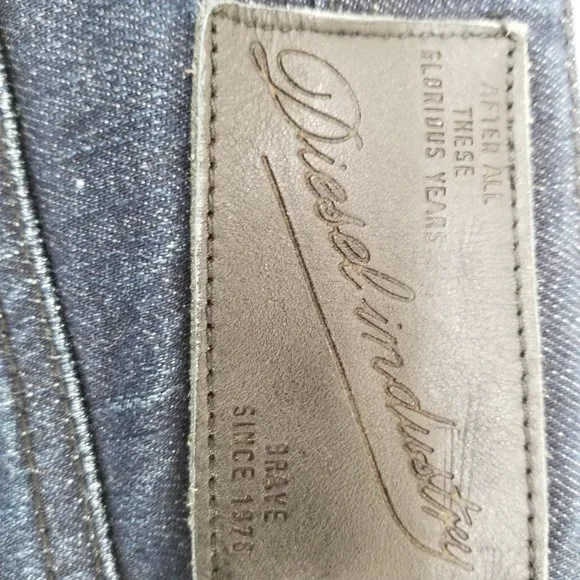 AFTER ALL
THESE
GLORIOUS YEARS
Diesel industry
BRAVE
SINCE 1978